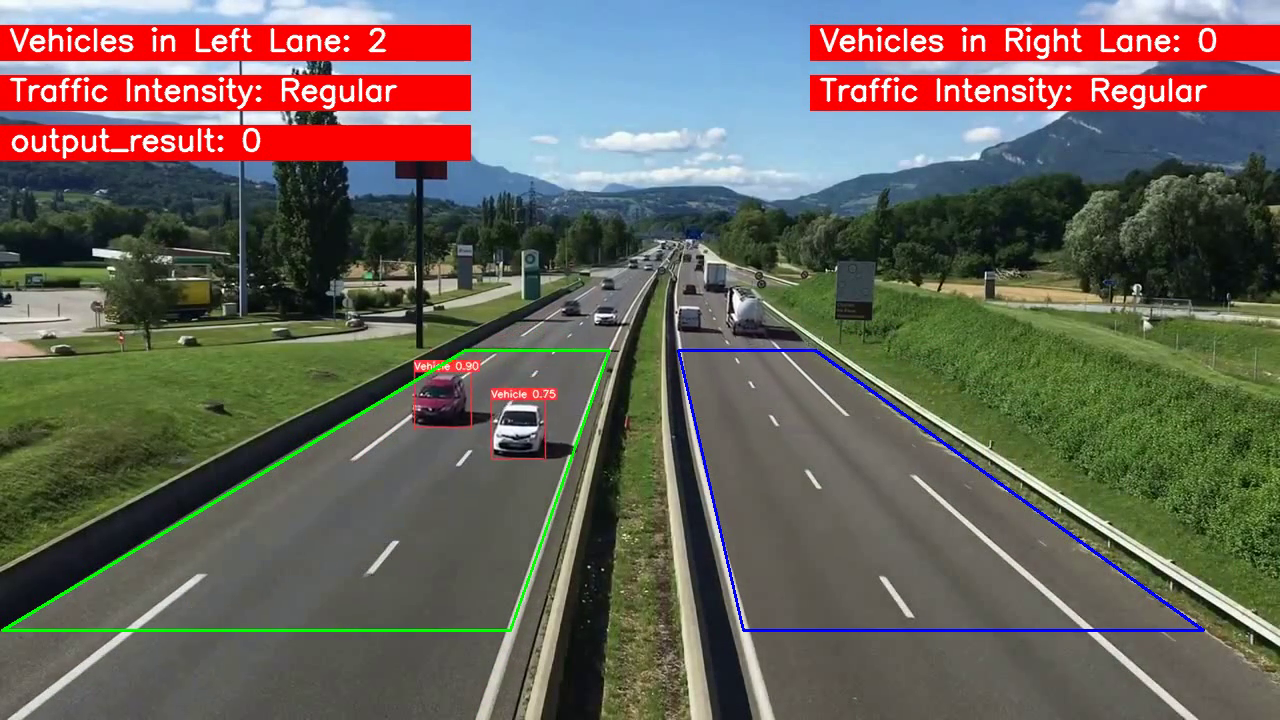 Vehicles in Left Lane: 2
Vehicles in Right Lane: 0
Traffic Intensity: Regular
Traffic Intensity: Regular
output_result: 0
Vehicle 0.90
Vehicle 0.75